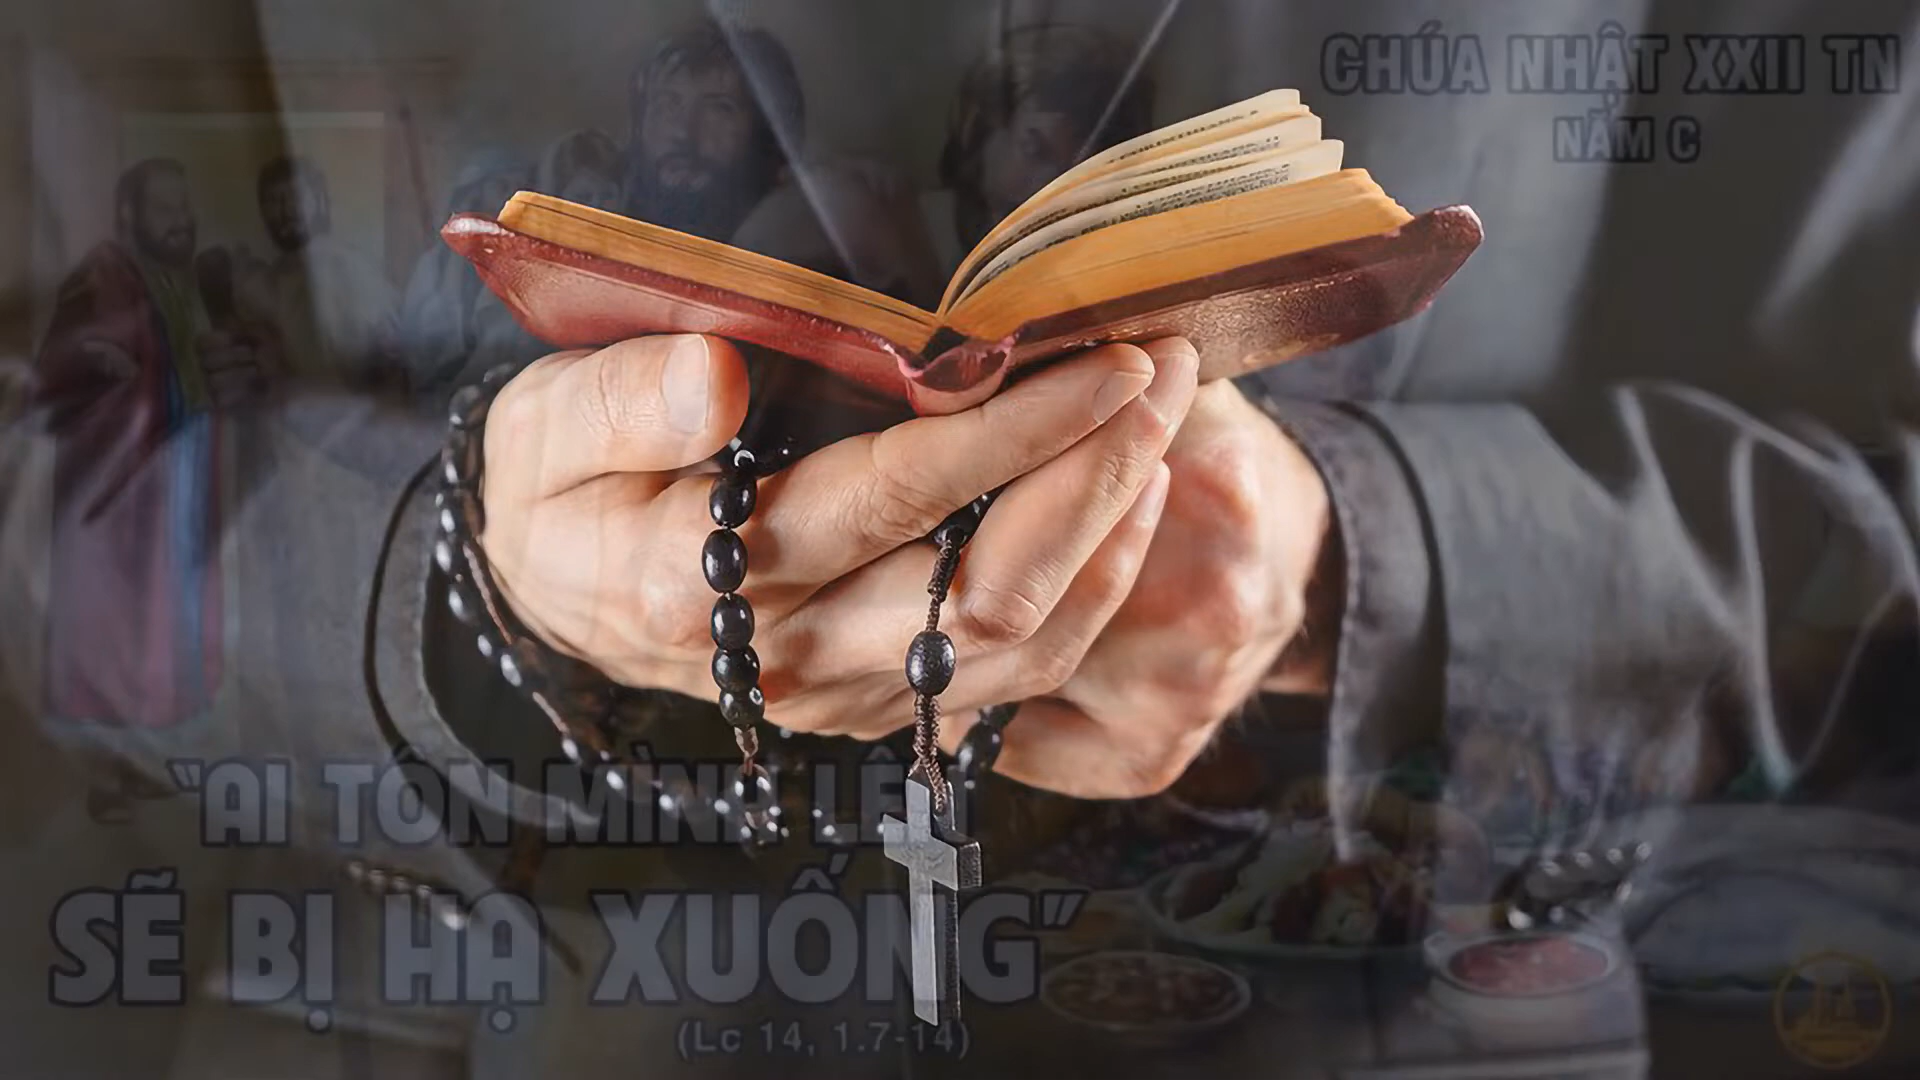 CHÚA NHẬT XXII TN
NĂM C
“AI TÔN MÌNH LÊN
SẼ BỊ HẠ XUỐNG”
(Lc 14, 1.7-14)